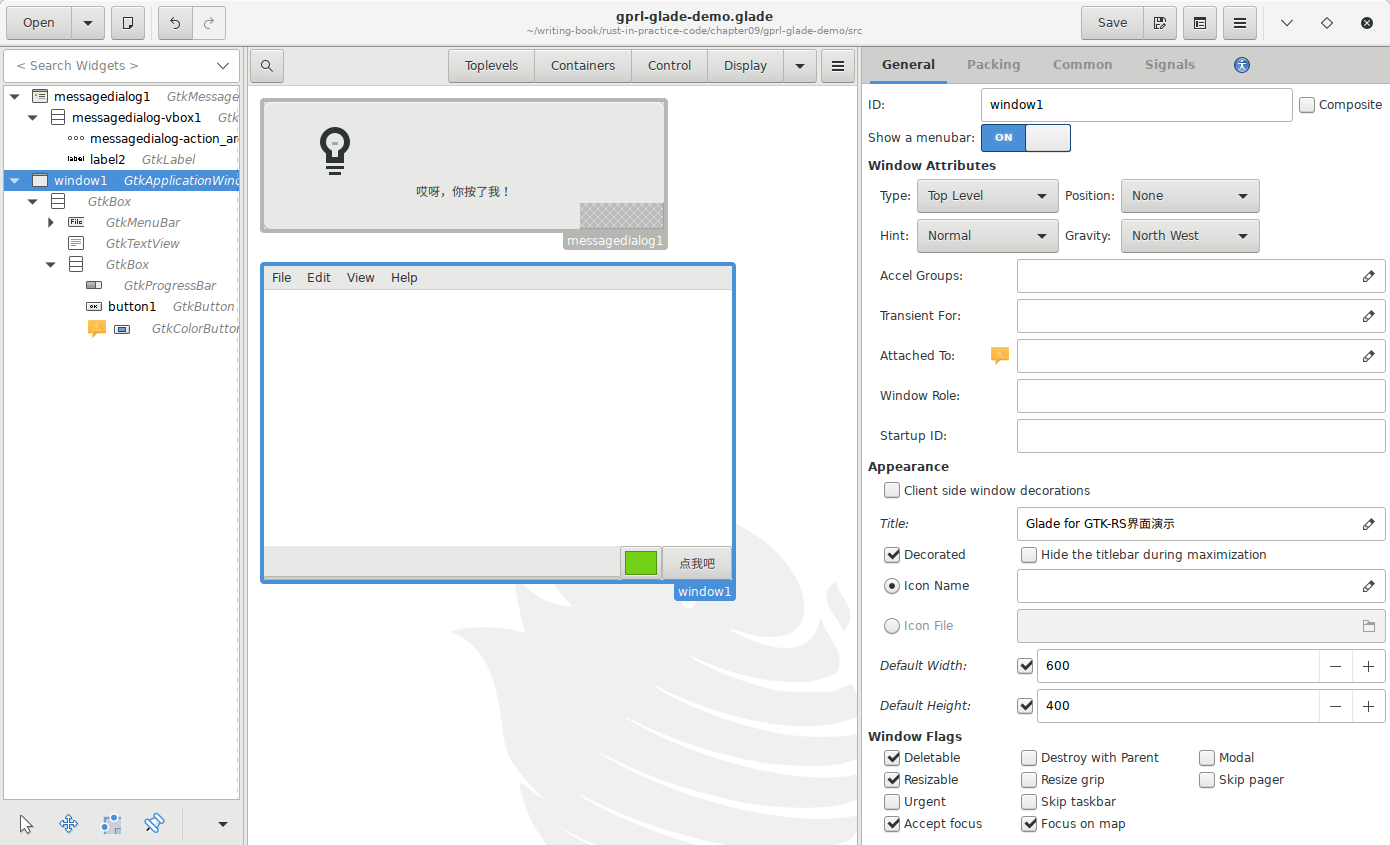 Open
gprl-glade-demo.glade
~/writing-book/rust-in-practice-code/chapter09/gprl-glade-demo/src
Save
< Search Widgets >
messagedialog1 GtkMessage
messagedialog-vbox1 Gtk
messagedialog-action_ar
label label2 GtkLabel
window1 GtkApplicationWind
GtkBox
File GtkMenuBar
GtkTextView
GtkBox
GtkProgressBar
OK button1 GtkButton
GtkColorButton
Toplevels Containers Control Display
哎呀，你按了我！
messagedialog1
File Edit View Help
点我吧
window1
General Packing Common Signals
ID: window1 Composite
Show a menubar: ON
Window Attributes
Type: Top Level Position: None
Hint: Normal Gravity: North West
Accel Groups:
Transient For:
Attached To:
Window Role:
Startup ID:
Appearance
Client side window decorations
Title: Glade for GTK-RS界面演示
Decorated Hide the titlebar during maximization
Icon Name
Icon File
Default Width: 600
Default Height: 400
Window Flags
Deletable Destroy with Parent Modal
Resizable Resize grip Skip pager
Urgent Skip taskbar
Accept focus Focus on map